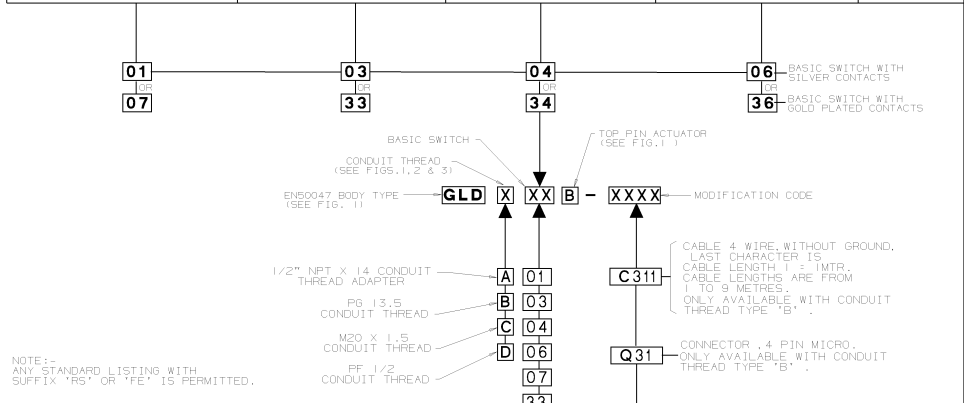 01
03
04
06
BASIC SWITCH WITH
SILVER CONTACTS
OR
OR
OR
OR
07
33
34
36
BASIC SWITCH WITH
GOLD PLATED CONTACTS
BASIC SWITCH
TOP PIN ACTUATOR
(SEE FIG.1 )
CONDUIT THREAD
(SEE FIGS.1,2 & 3)
EN50047 BODY TYPE
(SEE FIG. 1)
GLD X XX B - XXXX
MODIFICATION CODE
1/2" NPT X 14 CONDUIT
THREAD ADAPTER
A
PG 13.5
CONDUIT THREAD
B
M20 X 1.5
CONDUIT THREAD
C
PF 1/2
CONDUIT THREAD
D
01
03
04
06
07
33
C311
CABLE 4 WIRE, WITHOUT GROUND,
LAST CHARACTER IS
CABLE LENGTH 1 = 1MTR.
CABLE LENGTHS ARE FROM
1 TO 9 METRES.
ONLY AVAILABLE WITH CONDUIT
THREAD TYPE 'B' .
Q31
CONNECTOR .4 PIN MICRO.
ONLY AVAILABLE WITH CONDUIT
THREAD TYPE 'B' .
NOTE:-
ANY STANDARD LISTING WITH
SUFFIX 'RS' OR 'FE' IS PERMITTED.